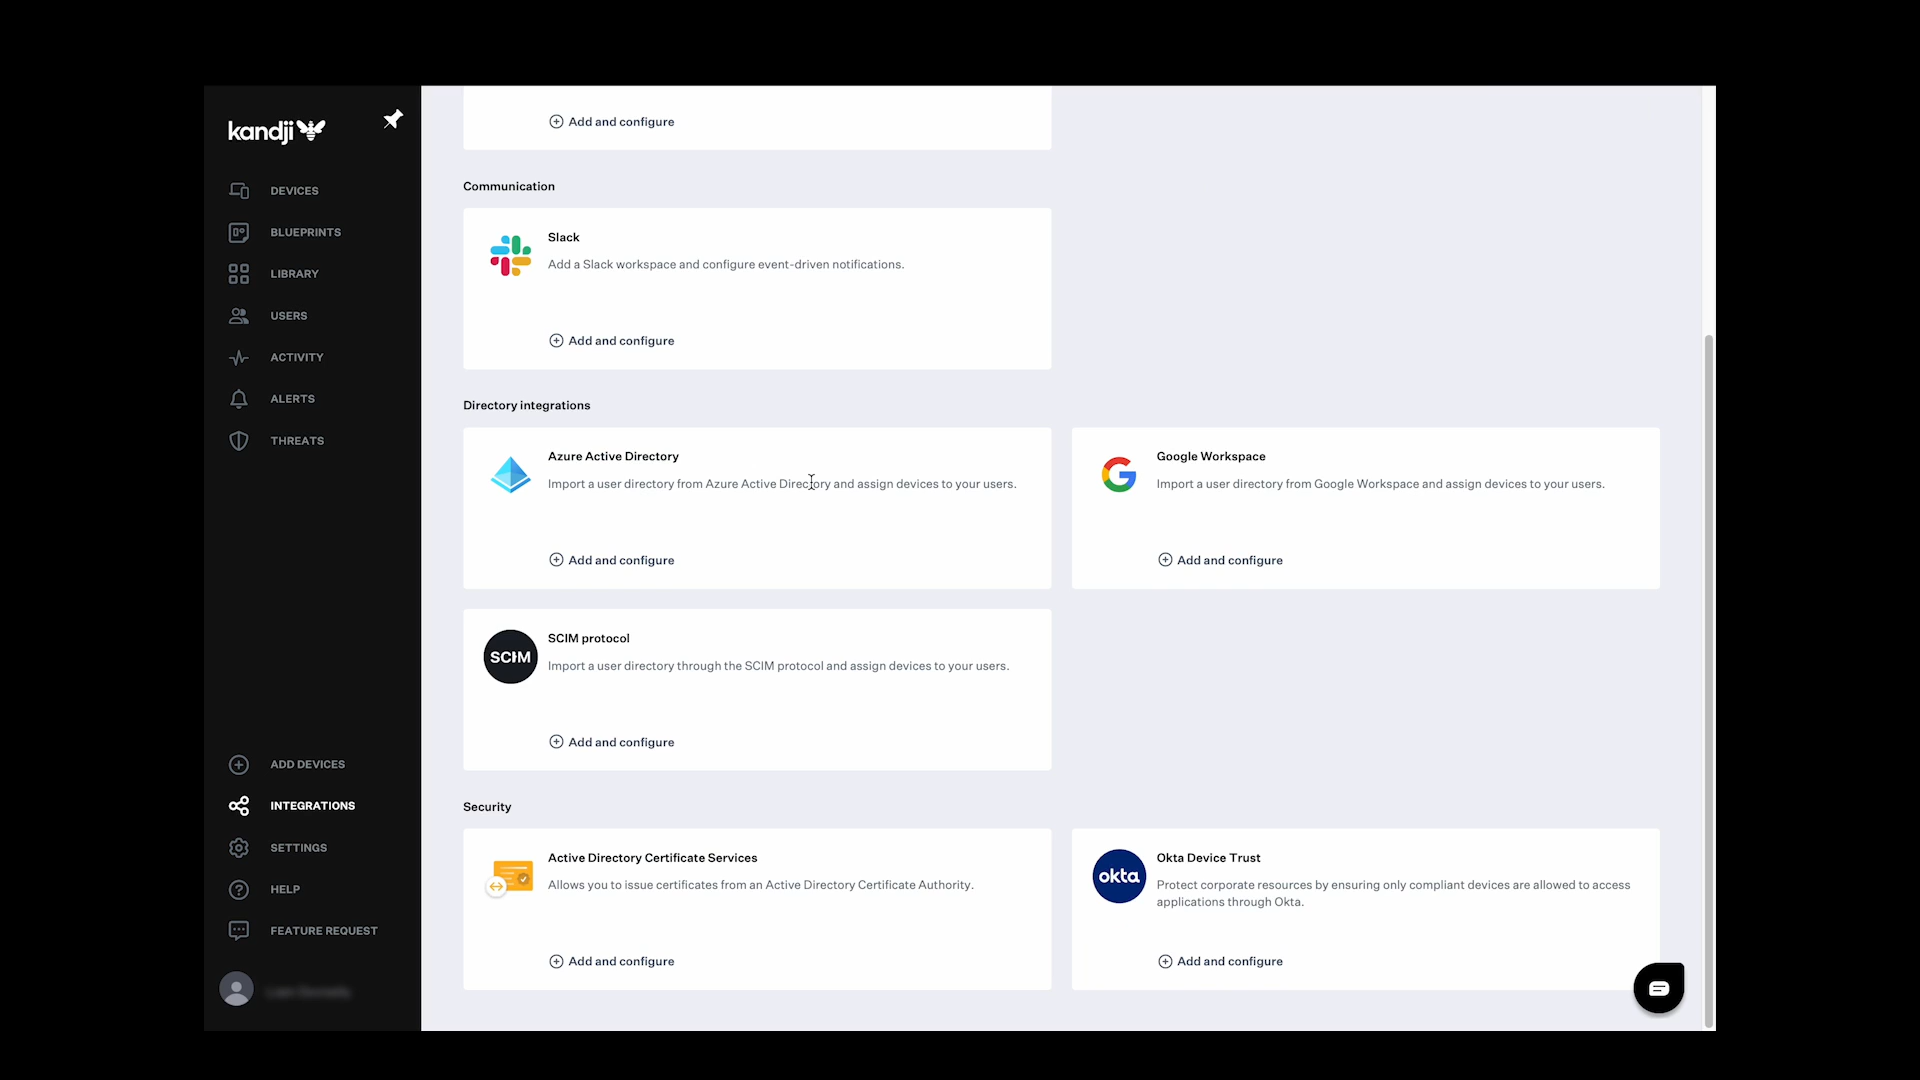 kandji
DEVICES
BLUEPRINTS
LIBRARY
USERS
ACTIVITY
ALERTS
THREATS
ADD DEVICES
INTEGRATIONS
SETTINGS
HELP
FEATURE REQUEST
Add and configure
Communication
Slack
Add a Slack workspace and configure event-driven notifications.
Add and configure
Directory integrations
Azure Active Directory
Import a user directory from Azure Active Directory and assign devices to your users.
Add and configure
Google Workspace
Import a user directory from Google Workspace and assign devices to your users.
Add and configure
SCIM
SCIM protocol
Import a user directory through the SCIM protocol and assign devices to your users.
Add and configure
Security
Active Directory Certificate Services
Allows you to issue certificates from an Active Directory Certificate Authority.
Add and configure
okta
Okta Device Trust
Protect corporate resources by ensuring only compliant devices are allowed to access
applications through Okta.
Add and configure